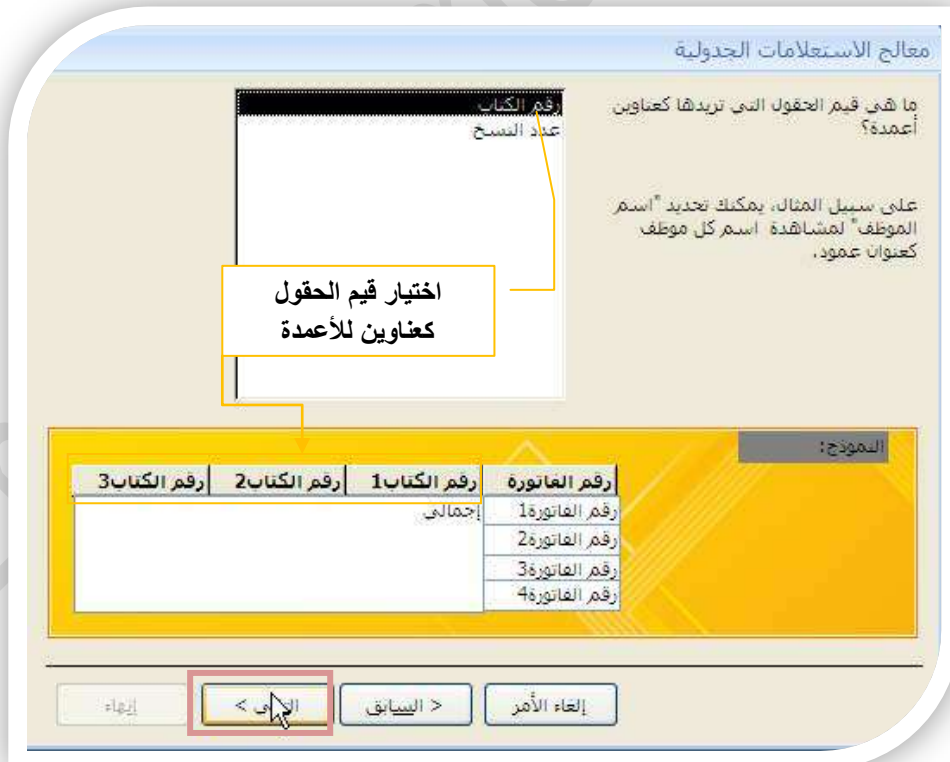 معالج الاستعلامات الجدولية
ما هي قيم الحقول التي تريدها كعناوين
أعمدة؟
على سبيل المثال، يمكنك تحديد "اسم
الموظف" لمشاهدة اسم كل موظف
كعنوان عمود.
رقم الكتاب
عدد النسخ
اختيار قيم الحقول
كعناوين للأعمدة
النموذج:
رقم الفاتورة رقم الكتاب1 رقم الكتاب2 رقم الكتاب3
رقم الفاتورة1 إجمالي
رقم الفاتورة2
رقم الفاتورة3
رقم الفاتورة4
إلغاء الأمر < السابق > إنهاء